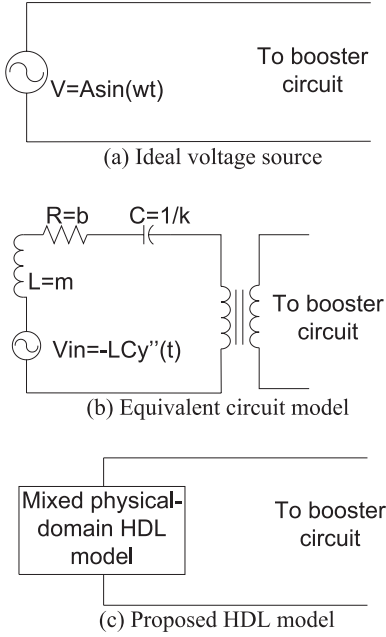 To booster
circuit
V=Asin(wt)
(a) Ideal voltage source
R=b
C=1/k
L=m
To booster
circuit
Vin=-LCy''(t)
(b) Equivalent circuit model
Mixed physical-
domain HDL
model
To booster
circuit
(c) Proposed HDL model